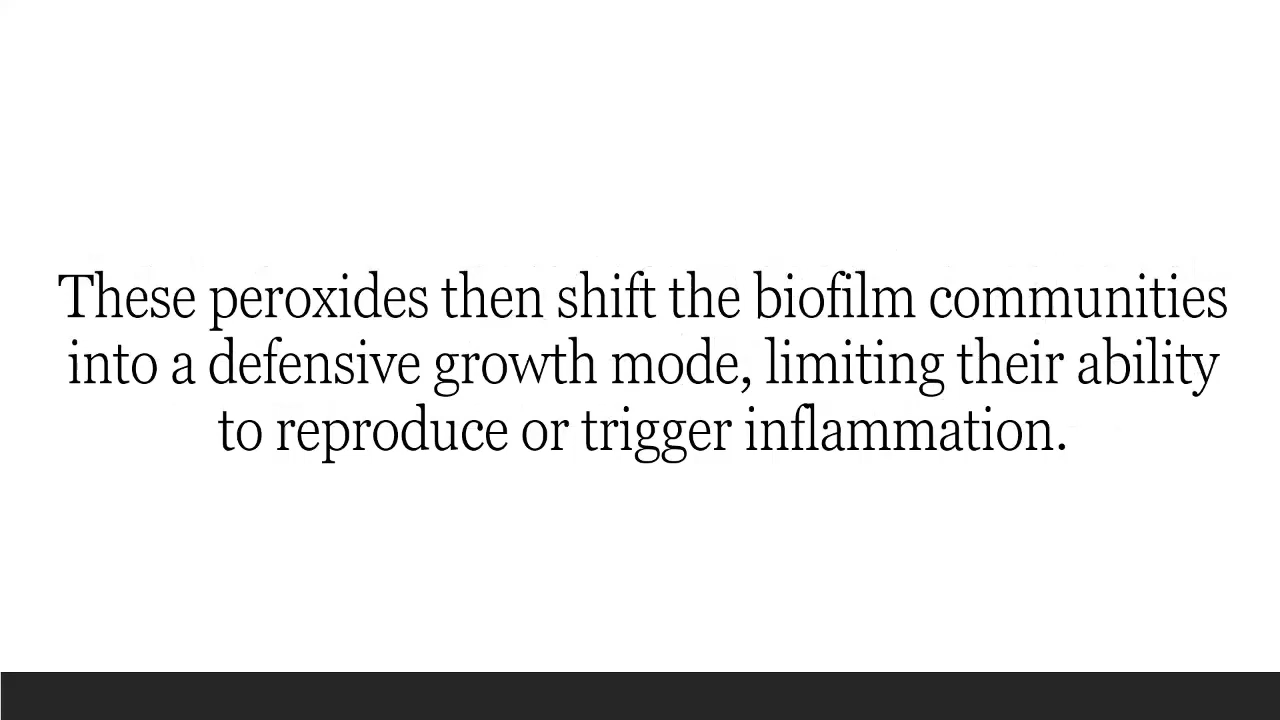 These peroxides then shift the biofilm communities
into a defensive growth mode, limiting their ability
to reproduce or trigger inflammation.